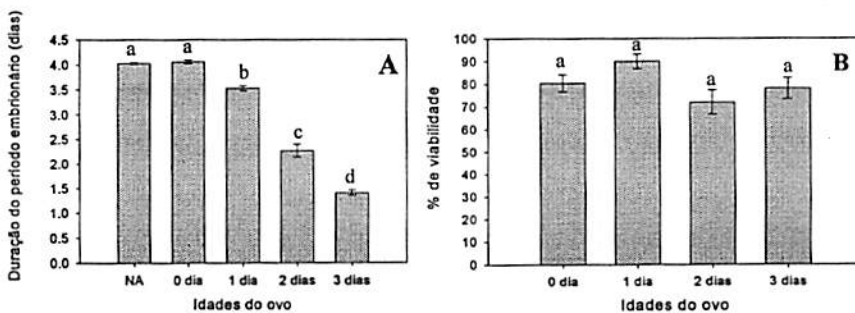 A
Duração do período embrionário (dias)
4.5
4.0
3.5
3.0
2.5
2.0
1.5
1.0
0.5
0.0
a
a
b
c
d
NA
0 dia
1 dia
2 dias
3 dias
Idades do ovo
B
% de viabilidade
100
90
80
70
60
50
40
30
20
10
0
a
a
a
a
0 dia
1 dia
2 dias
3 dias
Idades do ovo